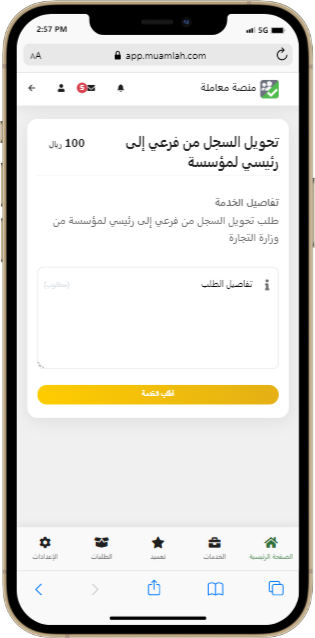 2:57 PM
5G
AA
app.muamlah.com
منصة معاملة
5
تحويل السجل من فرعي إلى
رئيسي لمؤسسة
100 ريال
تفاصيل الخدمة
طلب تحويل السجل من فرعي إلى رئيسي لمؤسسة من
وزارة التجارة
تفاصيل الطلب
(مطلوب)
طلب الخدمة
الصفحة الرئيسية
الخدمات
تعميد
الطلبات
الإعدادات